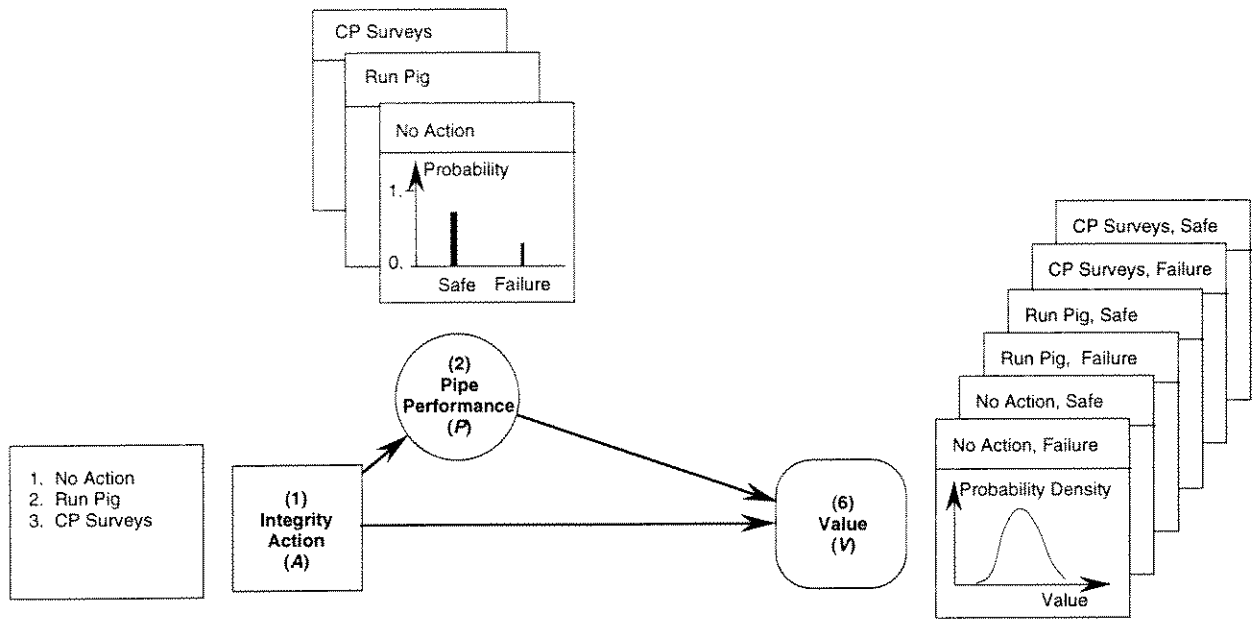 CP Surveys
Run Pig
No Action
Probability
1.
0.
Safe Failure
(2)
Pipe
Performance
(P)
1. No Action
2. Run Pig
3. CP Surveys
(1)
Integrity
Action
(A)
(6)
Value
(V)
CP Surveys, Safe
CP Surveys, Failure
Run Pig, Safe
Run Pig, Failure
No Action, Safe
No Action, Failure
Probability Density
Value